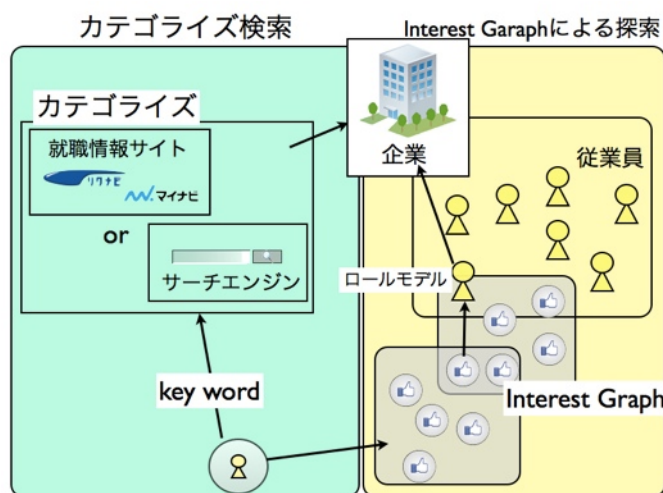 カテゴライズ検索
Interest Garaphによる探索
カテゴライズ
就職情報サイト
リクナビ
マイナビ
or
サーチエンジン
key word
企業
従業員
ロールモデル
Interest Graph